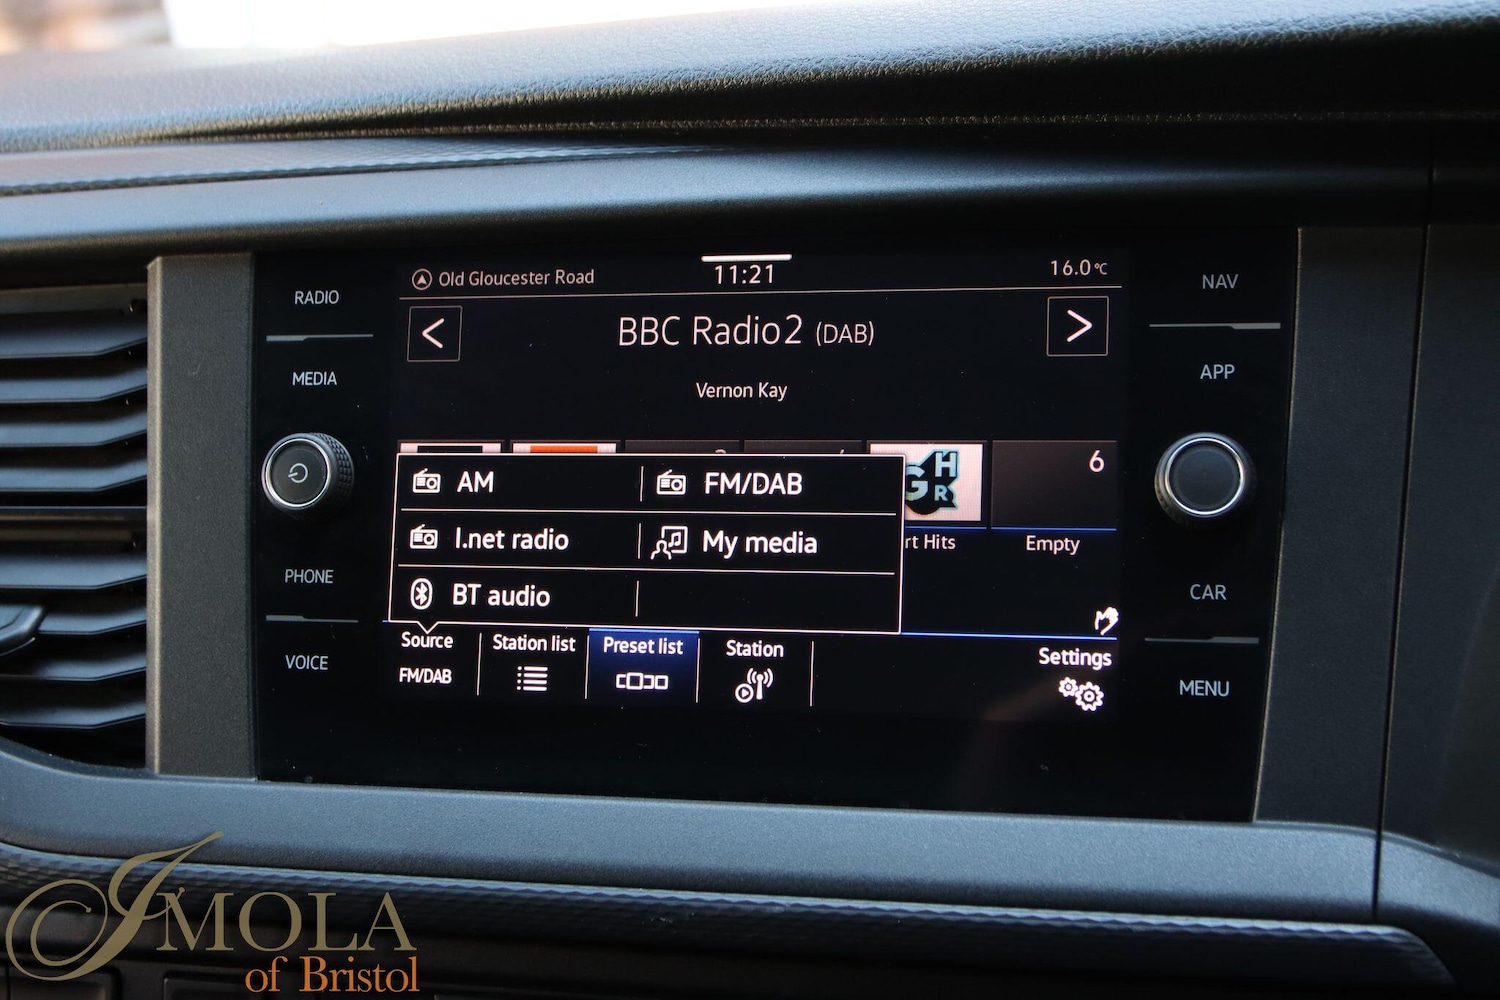 Old Gloucester Road
11:21
16.0°C
RADIO
NAV
BBC Radio2 (DAB)
MEDIA
APP
Vernon Kay
AM
FM/DAB
GHR
6
I.net radio
My media
rt Hits
Empty
PHONE
BT audio
CAR
Source
Station list
Preset list
Station
Settings
FM/DAB
VOICE
MENU
IMOLA
of Bristol